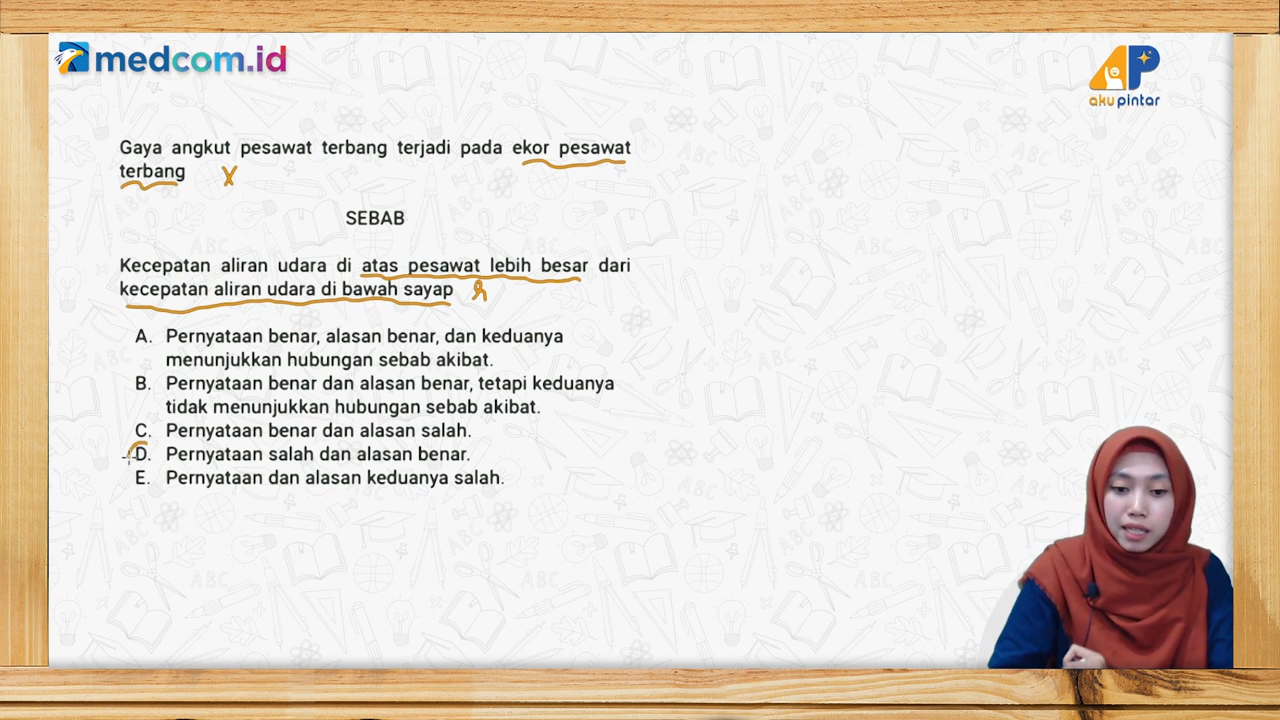 medcom.id
AP
aku pintar
Gaya angkut pesawat terbang terjadi pada ekor pesawat
terbang X
SEBAB
Kecepatan aliran udara di atas pesawat lebih besar dari
kecepatan aliran udara di bawah sayap
A. Pernyataan benar, alasan benar, dan keduanya
menunjukkan hubungan sebab akibat.
B. Pernyataan benar dan alasan benar, tetapi keduanya
tidak menunjukkan hubungan sebab akibat.
C. Pernyataan benar dan alasan salah.
D. Pernyataan salah dan alasan benar.
E. Pernyataan dan alasan keduanya salah.